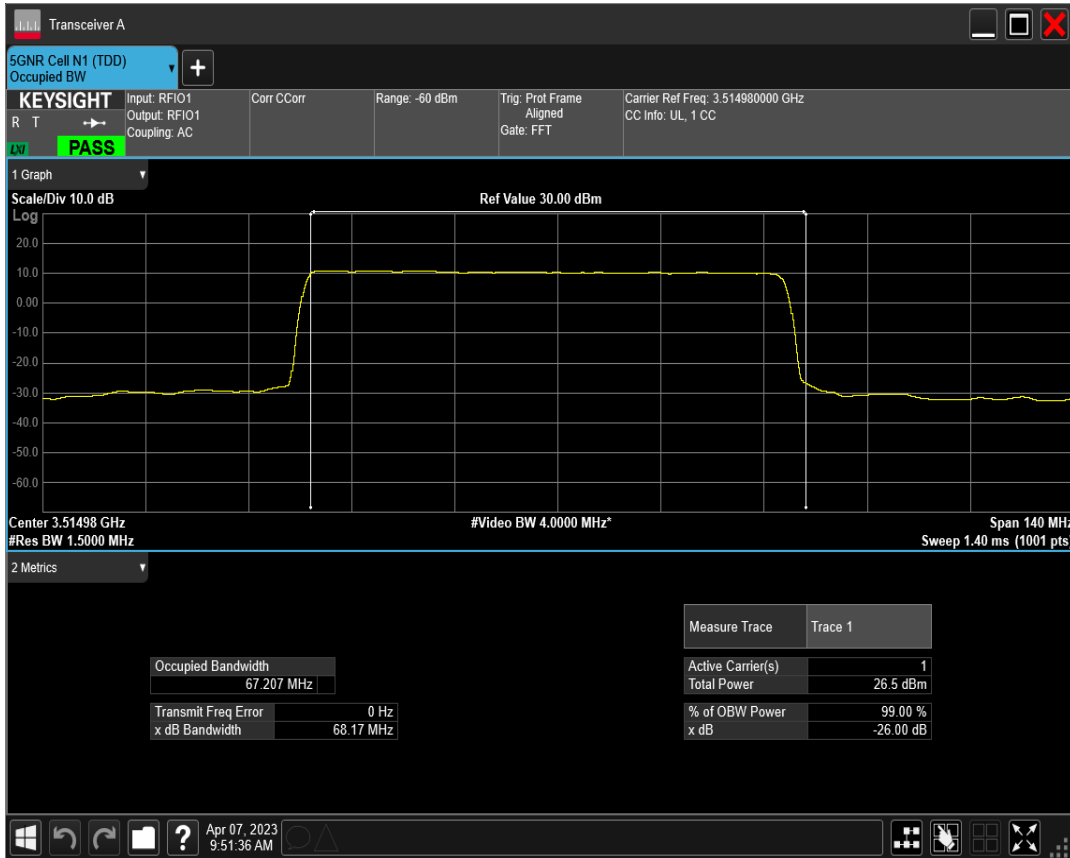 Transceiver A
5GNR Cell N1 (TDD)
Occupied BW
+
KEYSIGHT
R T
LXI
PASS
Input: RFIO1
Output: RFIO1
Coupling: AC
Corr CCorr
Range: -60 dBm
Trig: Prot Frame
Aligned
Gate: FFT
Carrier Ref Freq: 3.514980000 GHz
CC Info: UL, 1 CC
1 Graph
Scale/Div 10.0 dB
Ref Value 30.00 dBm
Log
20.0
10.0
0.00
-10.0
-20.0
-30.0
-40.0
-50.0
-60.0
Center 3.51498 GHz
#Video BW 4.0000 MHz*
Span 140 MHz
#Res BW 1.5000 MHz
Sweep 1.40 ms (1001 pts)
2 Metrics
Measure Trace Trace 1
Occupied Bandwidth
67.207 MHz
Active Carrier(s) 1
Total Power 26.5 dBm
Transmit Freq Error 0 Hz
x dB Bandwidth 68.17 MHz
% of OBW Power 99.00 %
x dB -26.00 dB
?
Apr 07, 2023
9:51:36 AM